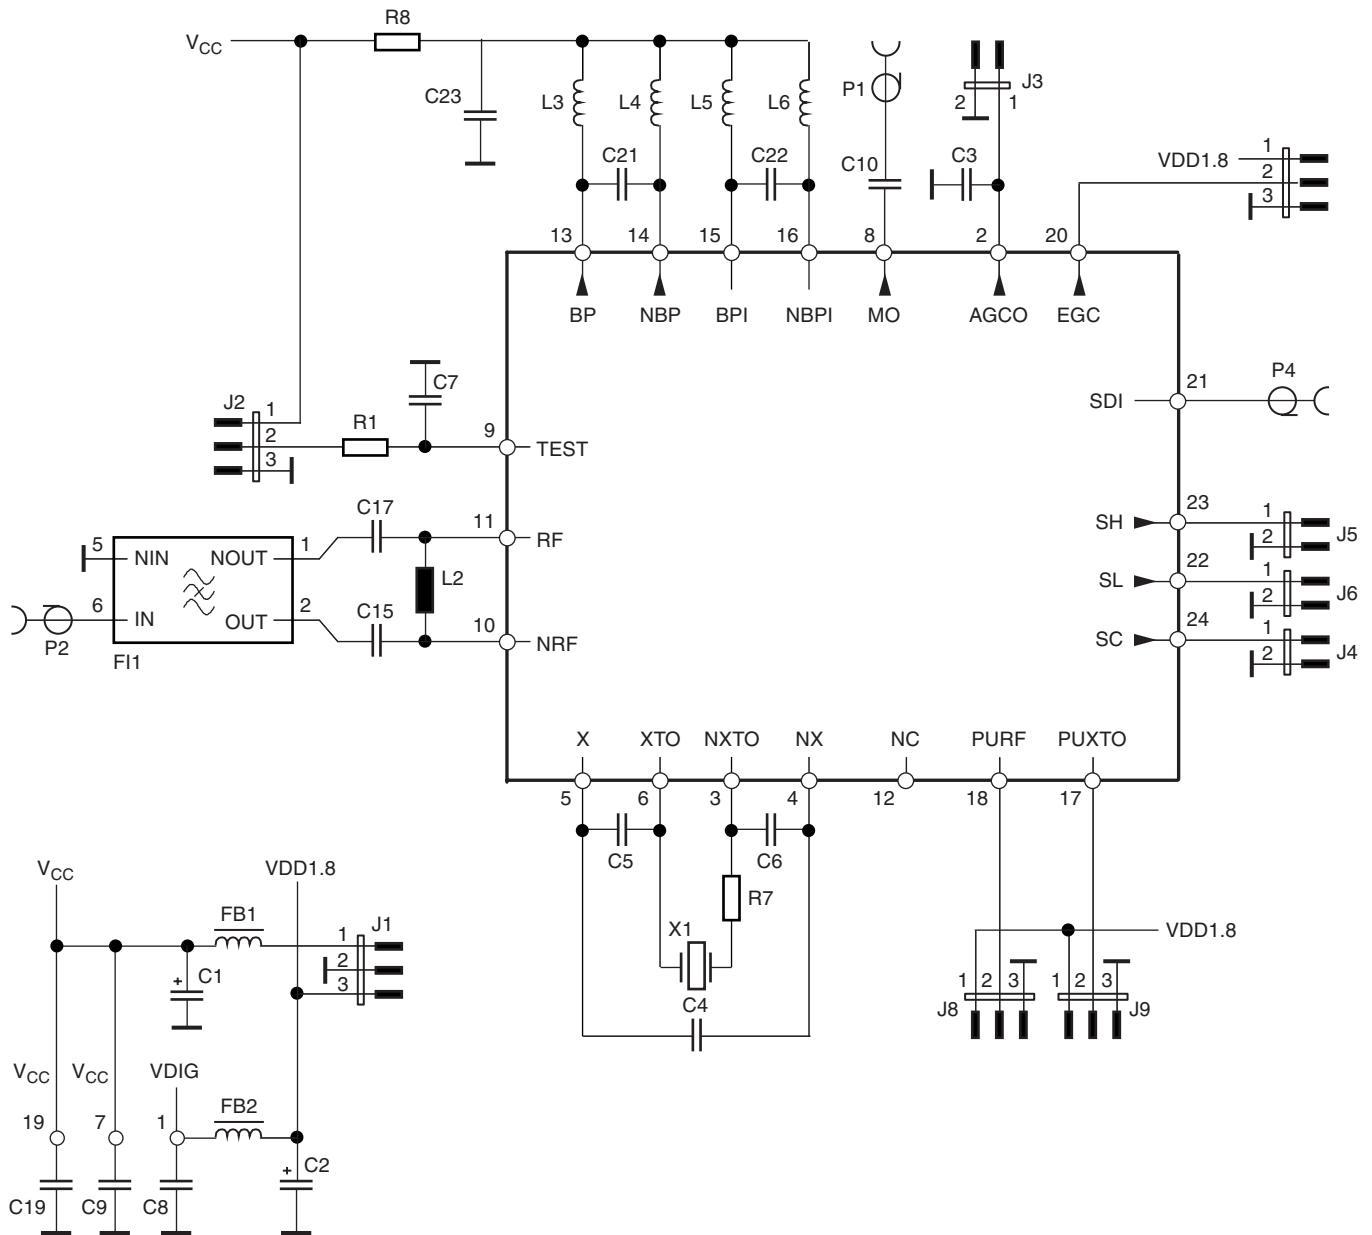 R8
VCC
C23
L3
L4
L5
L6
P1
J3
2
1
C21
C22
C10
C3
VDD1.8
1
2
3
13
14
15
16
8
2
20
BP
NBP
BPI
NBPI
MO
AGCO
EGC
C7
J2
1
2
3
R1
9
TEST
SDI
21
P4
C17
11
RF
5
NIN
NOUT
1
L2
6
IN
OUT
2
C15
10
NRF
P2
FI1
SH
23
1
2
J5
SL
22
1
2
J6
SC
24
1
2
J4
X
XTO
NXTO
NX
NC
PURF
PUXTO
5
6
3
4
12
18
17
C5
C6
R7
X1
C4
VDD1.8
1
2
3
1
2
3
J8
J9
VCC
VDD1.8
FB1
J1
1
2
3
+
C1
VCC
VCC
VDIG
FB2
19
7
1
+
C2
C19
C9
C8